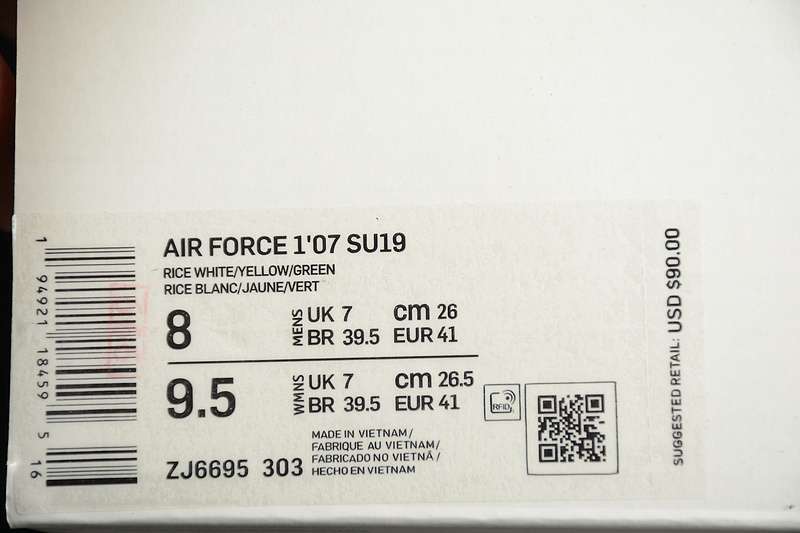 AIR FORCE 1'07 SU19
RICE WHITE/YELLOW/GREEN
RICE BLANC/JAUNE/VERT
8
MENS
UK 7 cm 26
BR 39.5 EUR 41
9.5
WMNS
UK 7 cm 26.5
BR 39.5 EUR 41
RFID
MADE IN VIETNAM/
FABRIQUE AU VIETNAM/
FABRICADO NO VIETNÃ/
HECHO EN VIETNAM
ZJ6695 303
1 94921 18459 5 16
SUGGESTED RETAIL: USD $90.00